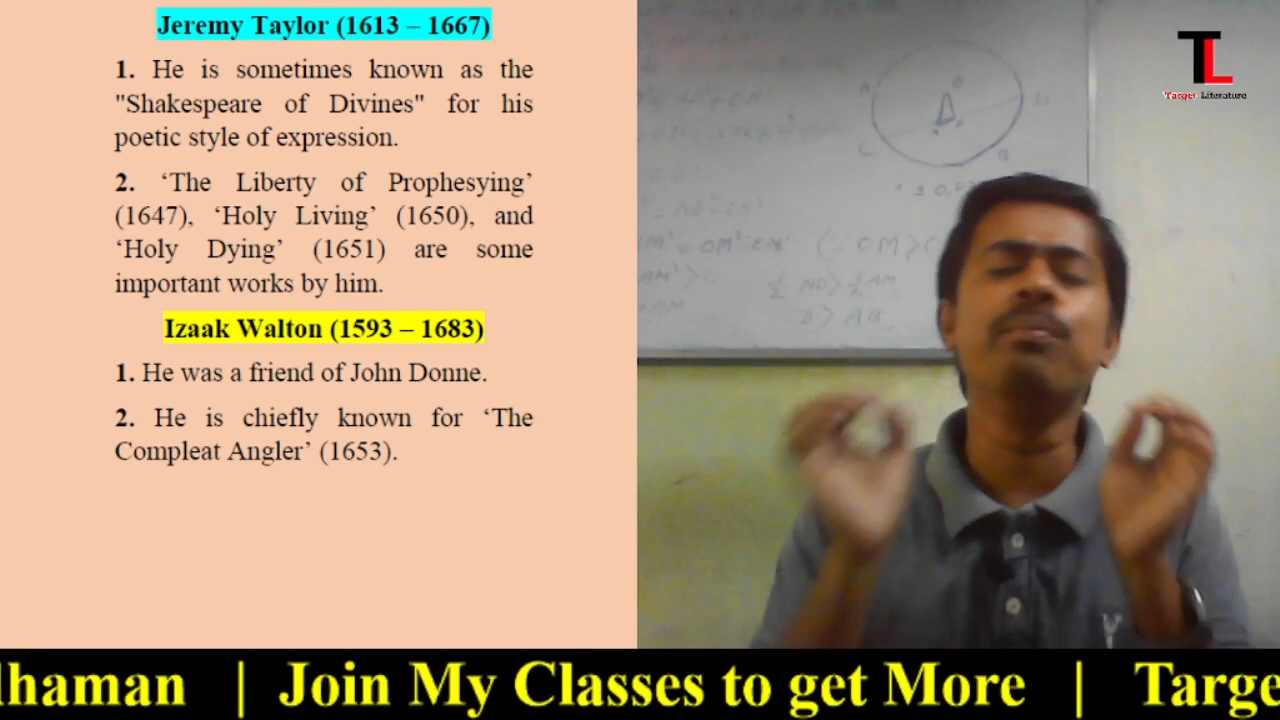 Jeremy Taylor (1613 – 1667)
1. He is sometimes known as the
"Shakespeare of Divines" for his
poetic style of expression.
2. ‘The Liberty of Prophesying’
(1647), ‘Holy Living’ (1650), and
‘Holy Dying’ (1651) are some
important works by him.
Izaak Walton (1593 – 1683)
1. He was a friend of John Donne.
2. He is chiefly known for ‘The
Compleat Angler’ (1653).
TL
Target Literature
dhaman | Join My Classes to get More | Targe